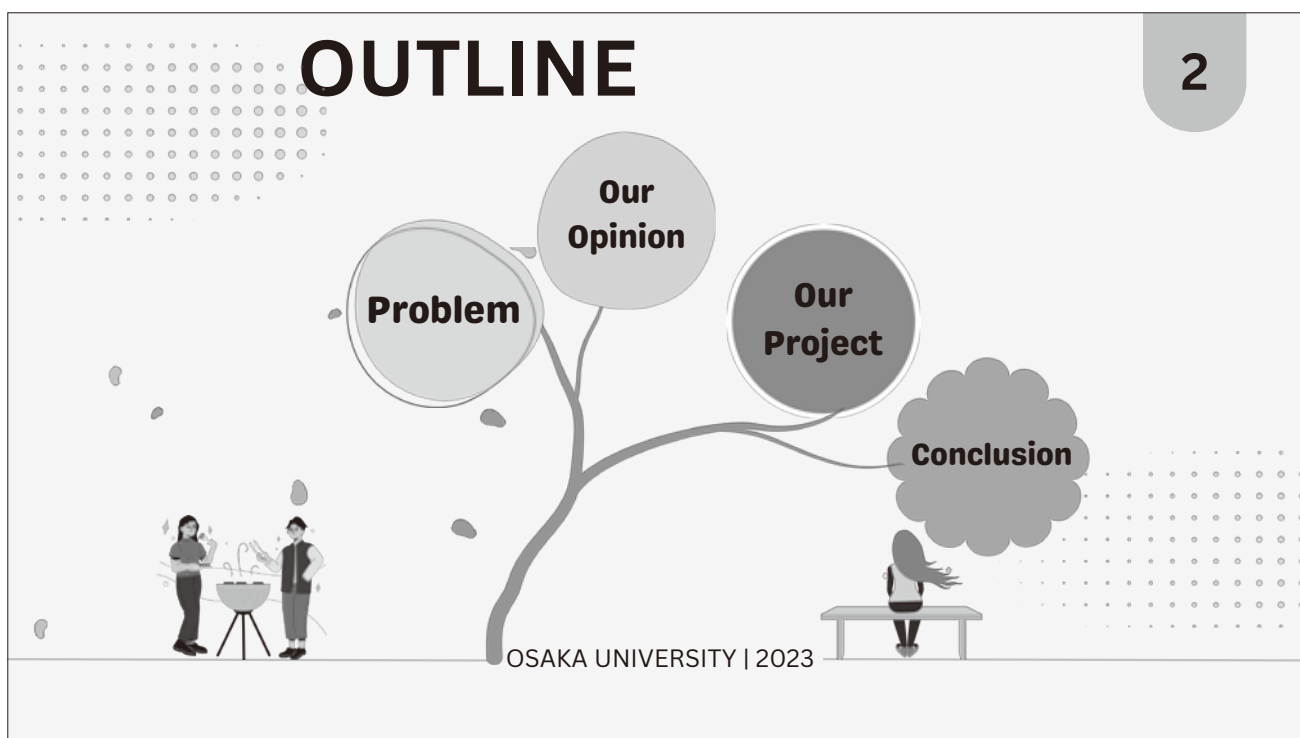 OUTLINE
2
Our
Opinion
Problem
Our
Project
Conclusion
OSAKA UNIVERSITY | 2023